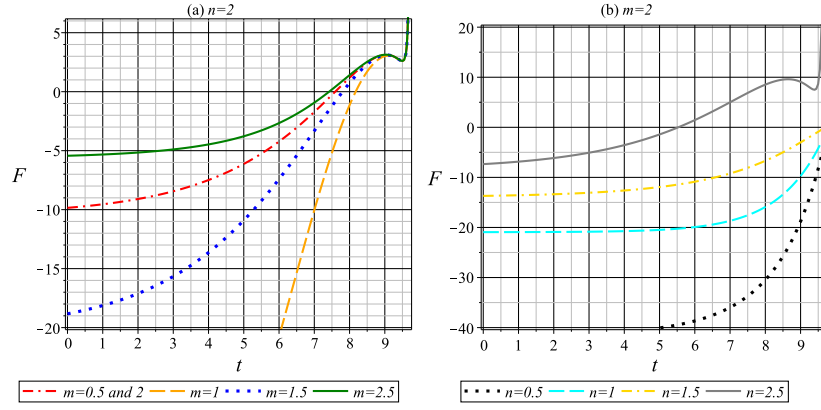 (a) n=2
5
0
F
−5
−10
−15
−20
0 1 2 3 4 5 6 7 8 9
t
m=0.5 and 2 m=1 m=1.5 m=2.5
(b) m=2
20
10
0
F
−10
−20
−30
−40
0 1 2 3 4 5 6 7 8 9
t
n=0.5 n=1 n=1.5 n=2.5